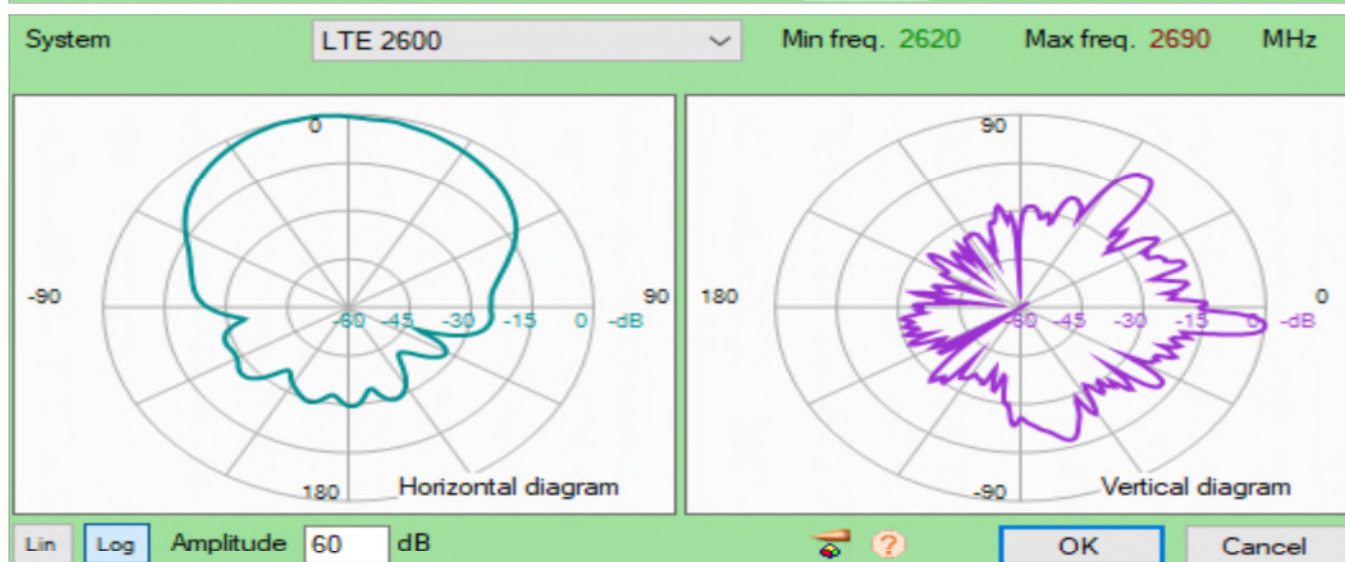 System LTE 2600 Min freq. 2620 Max freq. 2690 MHz
0 90
-90 90 180 0
-60 -45 -30 -15 0 -dB -60 -45 -30 -15 0 -dB
180 Horizontal diagram -90 Vertical diagram
Lin Log Amplitude 60 dB ? OK Cancel